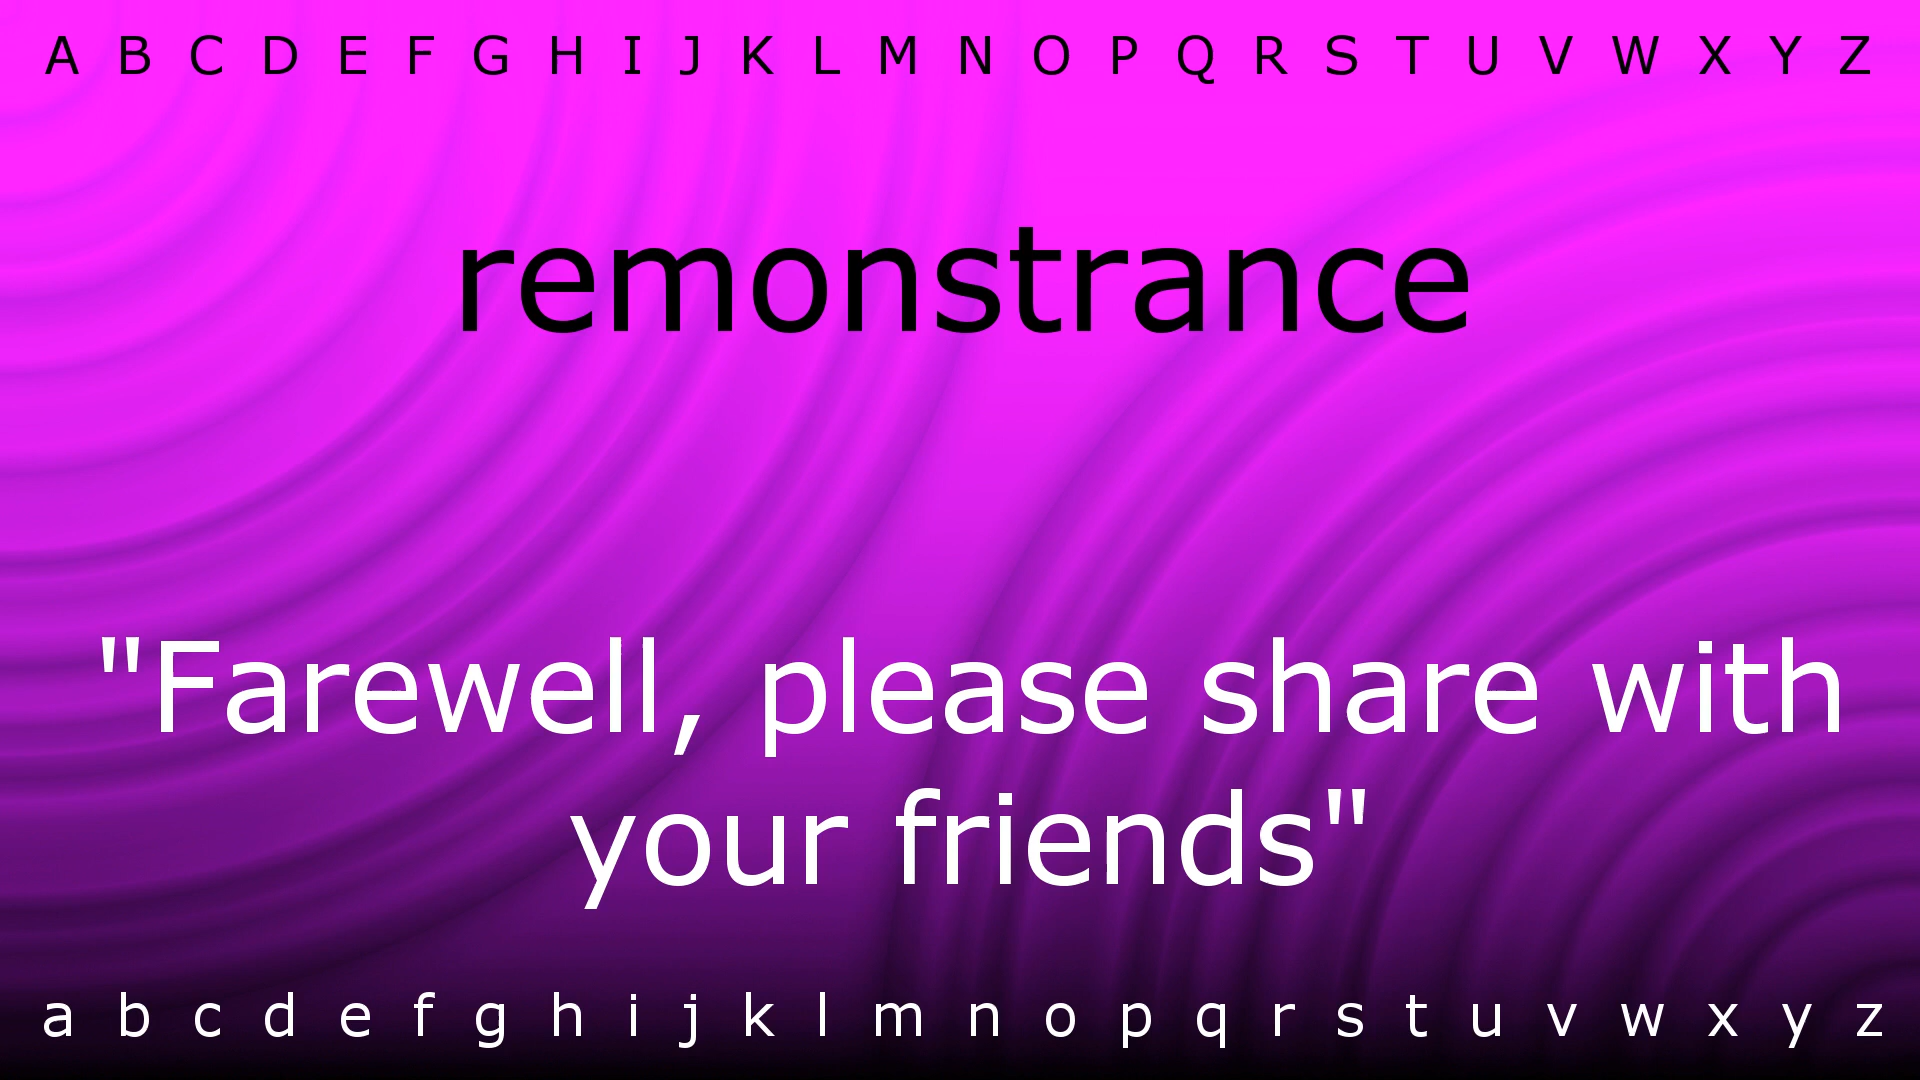 A B C D E F G H I J K L M N O P Q R S T U V W X Y Z
remonstrance
"Farewell, please share with
your friends"
a b c d e f g h i j k l m n o p q r s t u v w x y z